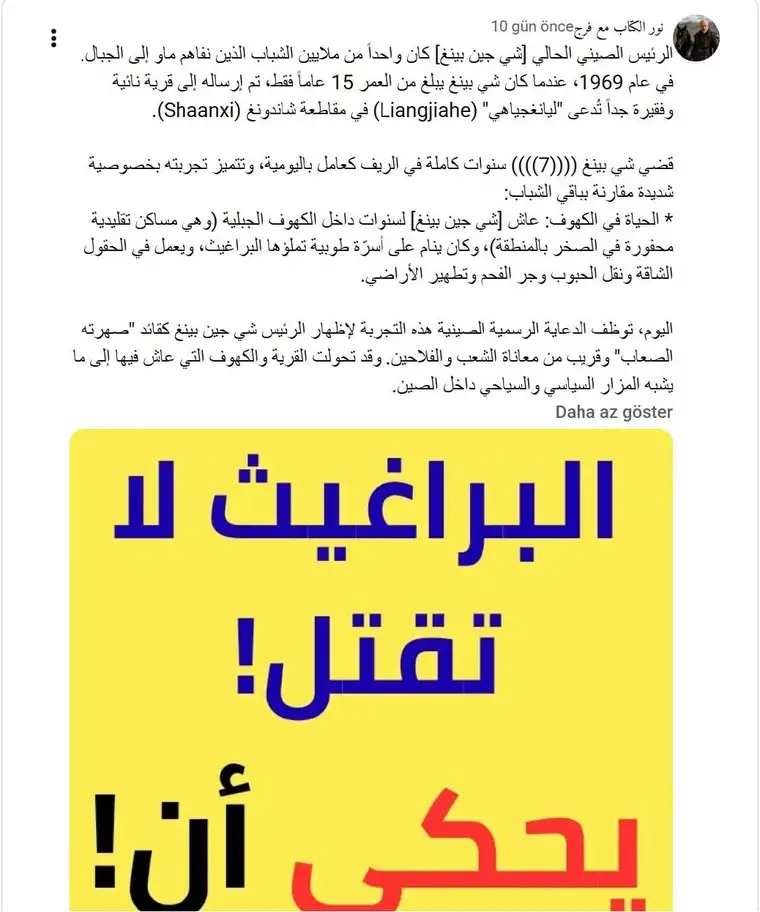 نور الكتاب مع فرج 10 gün önce
الرئيس الصيني الحالي [شي جين بينغ] كان واحداً من ملايين الشباب الذين نفاهم ماو إلى الجبال.
في عام 1969، عندما كان شي بينغ يبلغ من العمر 15 عاماً فقط، تم إرساله إلى قرية نائية
وفقيرة جداً تُدعى "ليانغجياهي" (Liangjiahe) في مقاطعة شاندونغ (Shaanxi).
قضي شي بينغ ((((7)))) سنوات كاملة في الريف كعامل باليومية، وتتميز تجربته بخصوصية
شديدة مقارنة بباقي الشباب:
* الحياة في الكهوف: عاش [شي جين بينغ] لسنوات داخل الكهوف الجبلية (وهي مساكن تقليدية
محفورة في الصخر بالمنطقة)، وكان ينام على أسرّة طوبية تملؤها البراغيث، ويعمل في الحقول
الشاقة ونقل الحبوب وجر الفحم وتطهير الأراضي.
اليوم، توظف الدعاية الرسمية الصينية هذه التجربة لإظهار الرئيس شي جين بينغ كقائد "صهرته
الصعاب" وقريب من معاناة الشعب والفلاحين. وقد تحولت القرية والكهوف التي عاش فيها إلى ما
يشبه المزار السياسي والسياحي داخل الصين.
Daha az göster
البراغيث لا
تقتل!
يحكى أن!